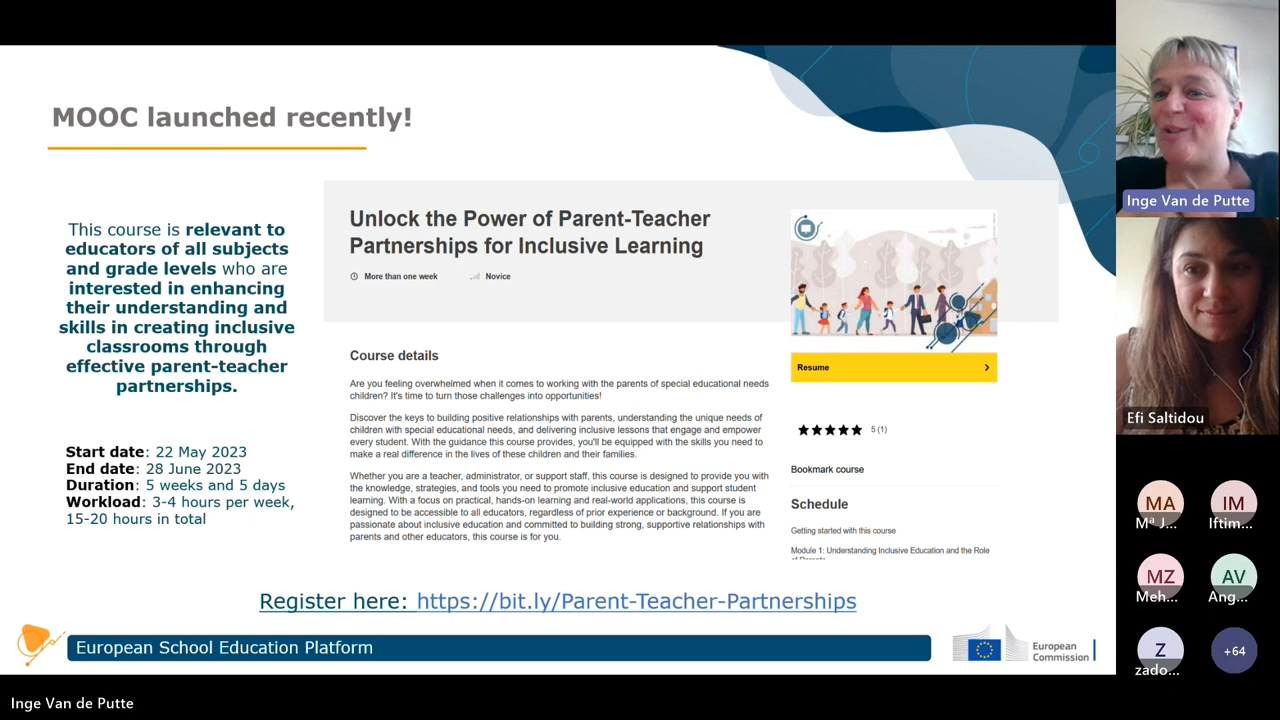 MOOC launched recently!
This course is relevant to
educators of all subjects
and grade levels who are
interested in enhancing
their understanding and
skills in creating inclusive
classrooms through
effective parent-teacher
partnerships.
Start date: 22 May 2023
End date: 28 June 2023
Duration: 5 weeks and 5 days
Workload: 3-4 hours per week,
15-20 hours in total
Unlock the Power of Parent-Teacher
Partnerships for Inclusive Learning
More than one week
Novice
Course details
Are you feeling overwhelmed when it comes to working with the parents of special educational needs
children? It's time to turn those challenges into opportunities!
Discover the keys to building positive relationships with parents, understanding the unique needs of
children with special educational needs, and delivering inclusive lessons that engage and empower
every student. With the guidance this course provides, you'll be equipped with the skills you need to
make a real difference in the lives of these children and their families.
Whether you are a teacher, administrator, or support staff, this course is designed to provide you with
the knowledge, strategies, and tools you need to promote inclusive education and support student
learning. With a focus on practical, hands-on learning and real-world applications, this course is
designed to be accessible to all educators, regardless of prior experience or background. If you are
passionate about inclusive education and committed to building strong, supportive relationships with
parents and other educators, this course is for you.
Resume
5 (1)
Bookmark course
Schedule
Getting started with this course
Module 1: Understanding Inclusive Education and the Role
of Parents
Register here: https://bit.ly/Parent-Teacher-Partnerships
European School Education Platform
European
Commission
Inge Van de Putte
Efi Saltidou
MA
Mª J...
IM
Iftim...
MZ
Meh...
AV
Ang...
Z
zado...
+64
Inge Van de Putte